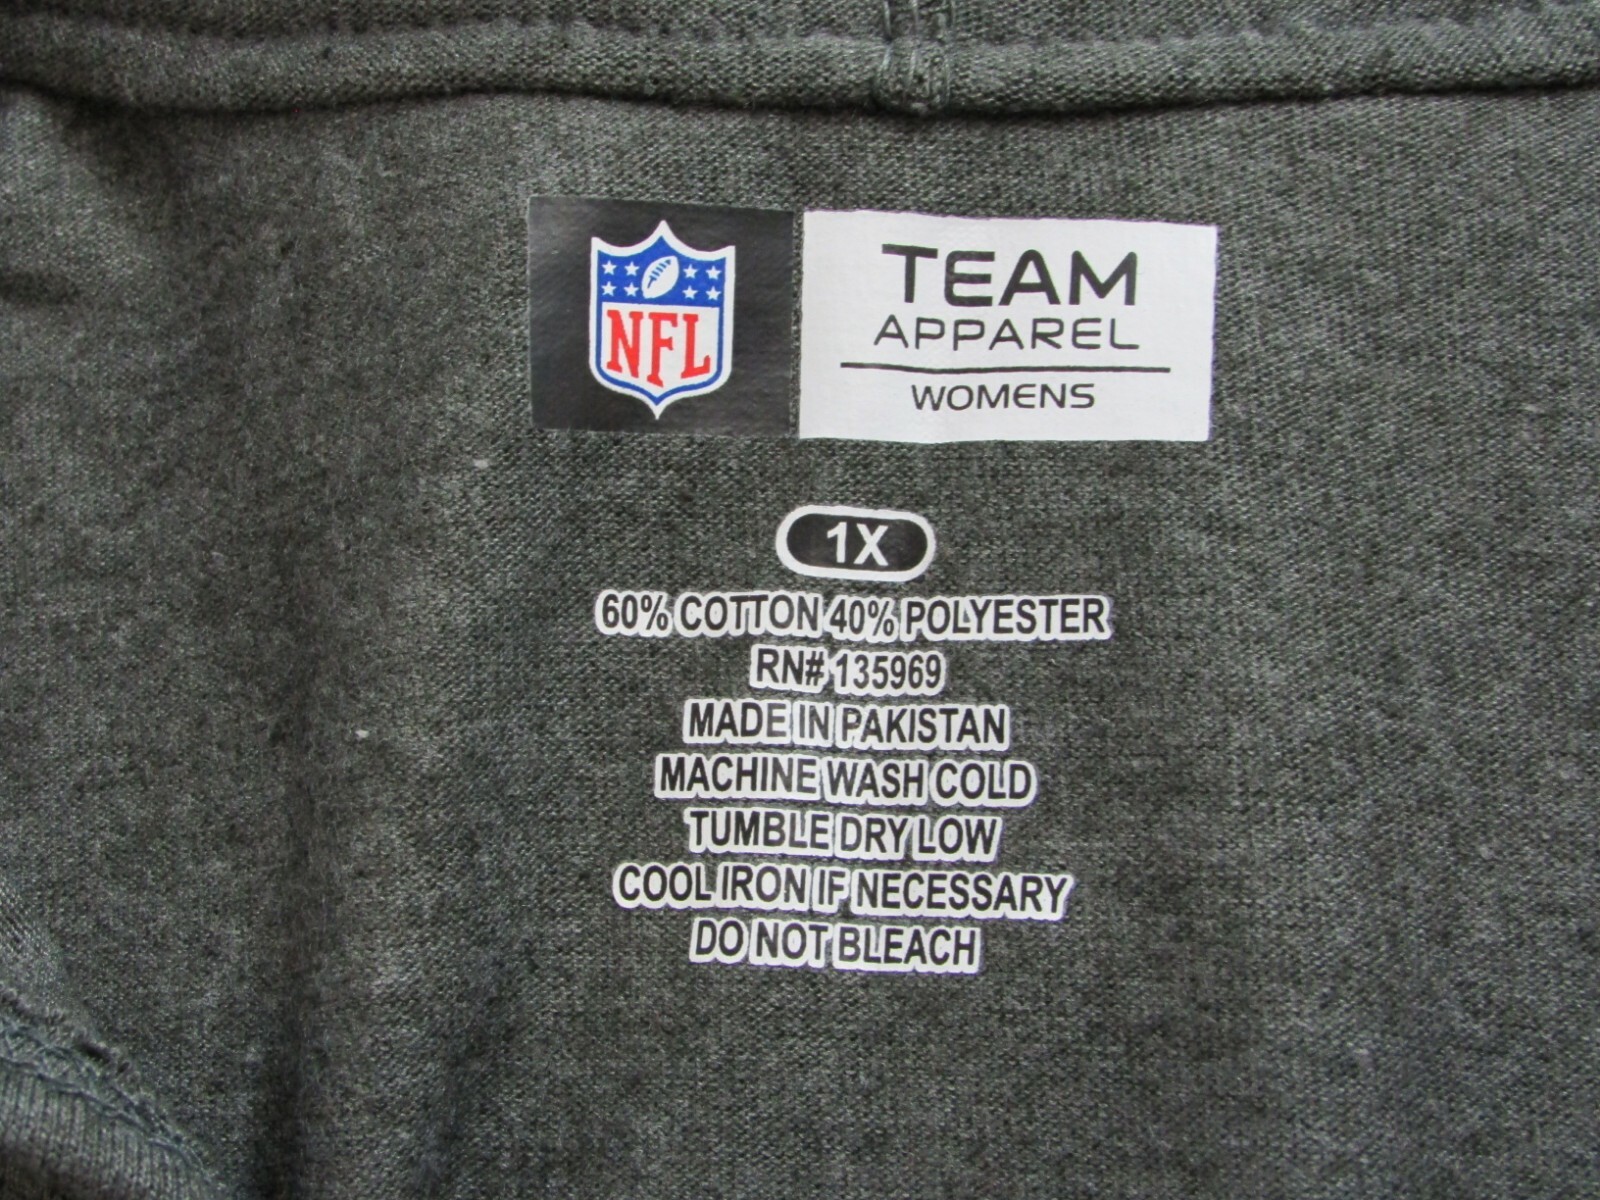 NFL
TEAM
APPAREL
WOMENS
1X
60% COTTON 40% POLYESTER
RN# 135969
MADE IN PAKISTAN
MACHINE WASH COLD
TUMBLE DRY LOW
COOL IRON IF NECESSARY
DO NOT BLEACH